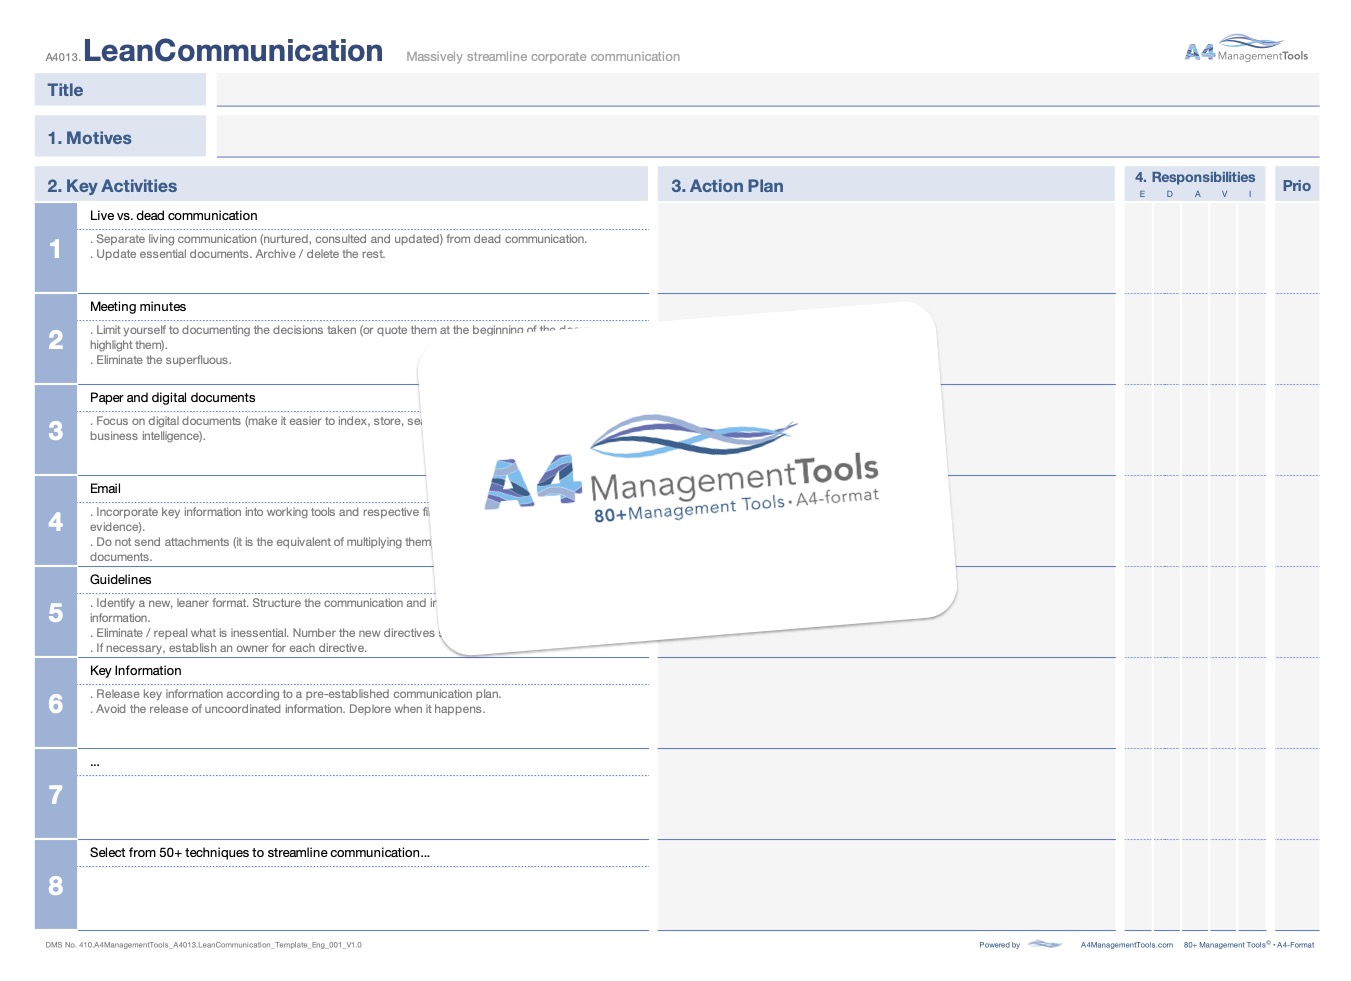 A4013. LeanCommunication Massively streamline corporate communication
A4 ManagementTools
Title
1. Motives
2. Key Activities
3. Action Plan
4. Responsibilities
E D A V I
Prio
1
Live vs. dead communication
. Separate living communication (nurtured, consulted and updated) from dead communication.
. Update essential documents. Archive / delete the rest.
2
Meeting minutes
. Limit yourself to documenting the decisions taken (or quote them at the beginning of the
highlight them).
. Eliminate the superfluous.
3
Paper and digital documents
. Focus on digital documents (make it easier to index, store,
business intelligence).
4
Email
. Incorporate key information into working tools and respective
evidence).
. Do not send attachments (it is the equivalent of multiplying them
documents.
5
Guidelines
. Identify a new, leaner format. Structure the communication and
information.
. Eliminate / repeal what is inessential. Number the new directives
. If necessary, establish an owner for each directive.
6
Key Information
. Release key information according to a pre-established communication plan.
. Avoid the release of uncoordinated information. Deplore when it happens.
7
...
8
Select from 50+ techniques to streamline communication...
A4 ManagementTools
80+Management Tools · A4-format
DMS No. 410.A4ManagementTools_A4013.LeanCommunication_Template_Eng_001_V1.0
Powered by A4ManagementTools.com 80+ Management Tools© · A4-Format